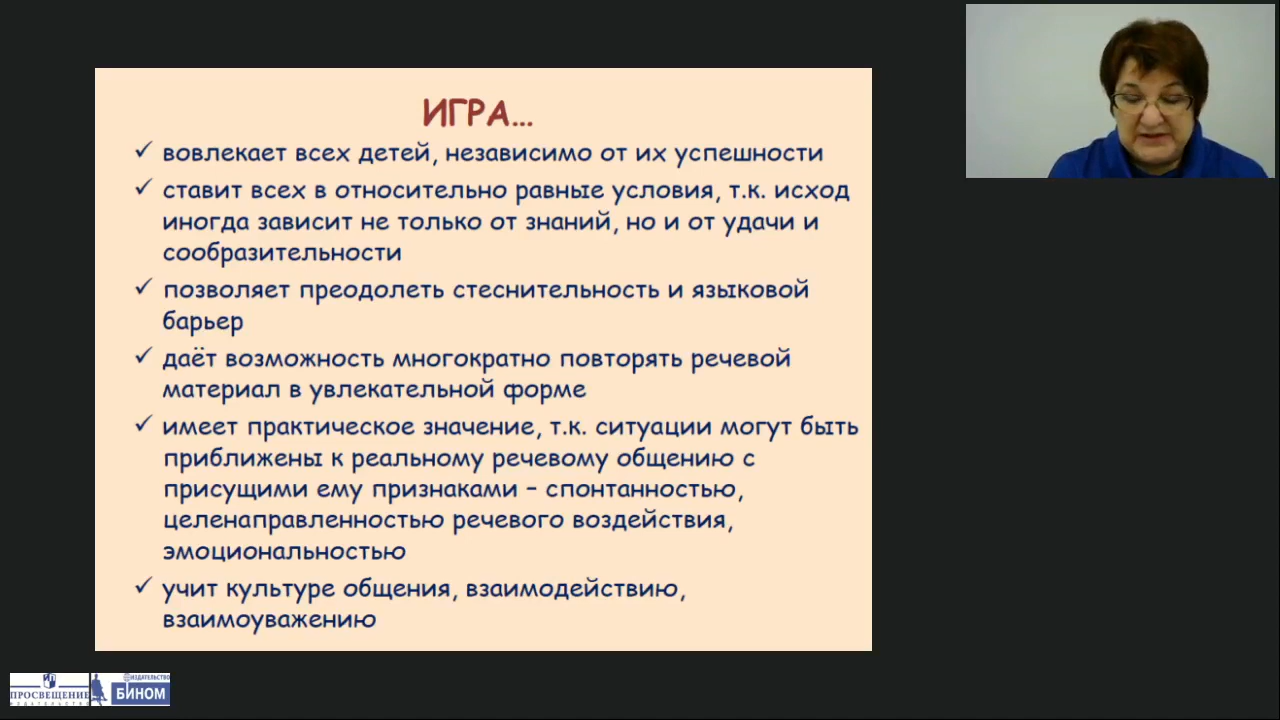 ИГРА...
✓ вовлекает всех детей, независимо от их успешности
✓ ставит всех в относительно равные условия, т.к. исход
иногда зависит не только от знаний, но и от удачи и
сообразительности
✓ позволяет преодолеть стеснительность и языковой
барьер
✓ даёт возможность многократно повторять речевой
материал в увлекательной форме
✓ имеет практическое значение, т.к. ситуации могут быть
приближены к реальному речевому общению с
присущими ему признаками – спонтанностью,
целенаправленностью речевого воздействия,
эмоциональностью
✓ учит культуре общения, взаимодействию,
взаимоуважению
ПРОСВЕЩЕНИЕ
ИЗДАТЕЛЬСТВО
ИЗДАТЕЛЬСТВО
БИНОМ